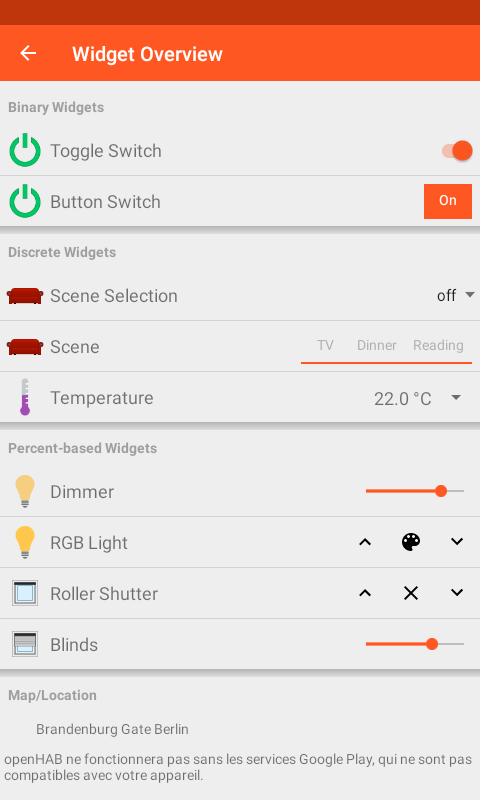 Widget Overview
Binary Widgets
Toggle Switch
Button Switch
On
Discrete Widgets
Scene Selection
off
Scene
TV
Dinner
Reading
Temperature
22.0 °C
Percent-based Widgets
Dimmer
RGB Light
Roller Shutter
Blinds
Map/Location
Brandenburg Gate Berlin
openHAB ne fonctionnera pas sans les services Google Play, qui ne sont pas
compatibles avec votre appareil.